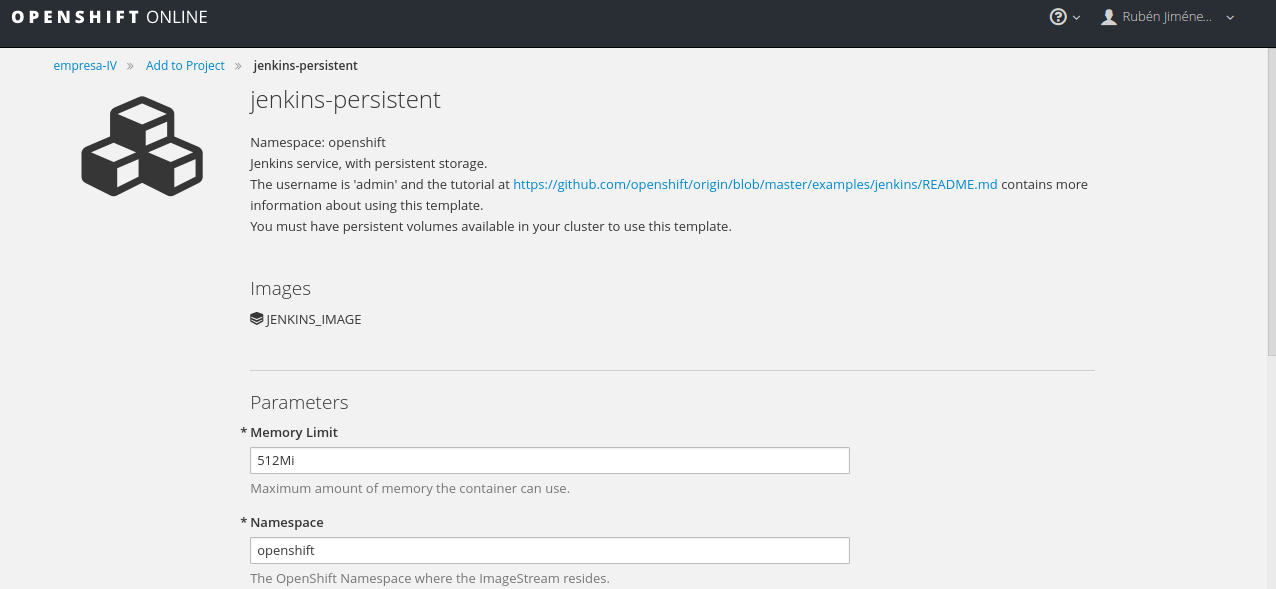 OPENSHIFT ONLINE
Rubén Jiméne...
empresa-IV » Add to Project » jenkins-persistent
jenkins-persistent
Namespace: openshift
Jenkins service, with persistent storage.
The username is 'admin' and the tutorial at https://github.com/openshift/origin/blob/master/examples/jenkins/README.md contains more
information about using this template.
You must have persistent volumes available in your cluster to use this template.
Images
JENKINS_IMAGE
Parameters
* Memory Limit
512Mi
Maximum amount of memory the container can use.
* Namespace
openshift
The OpenShift Namespace where the ImageStream resides.